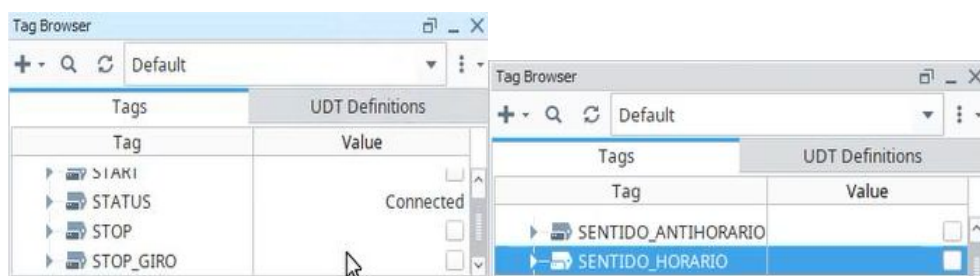 Tag Browser
Default
Tags UDT Definitions
Tag Value
START
STATUS Connected
STOP
STOP_GIRO
Tag Browser
Default
Tags UDT Definitions
Tag Value
SENTIDO_ANTIHORARIO
SENTIDO_HORARIO